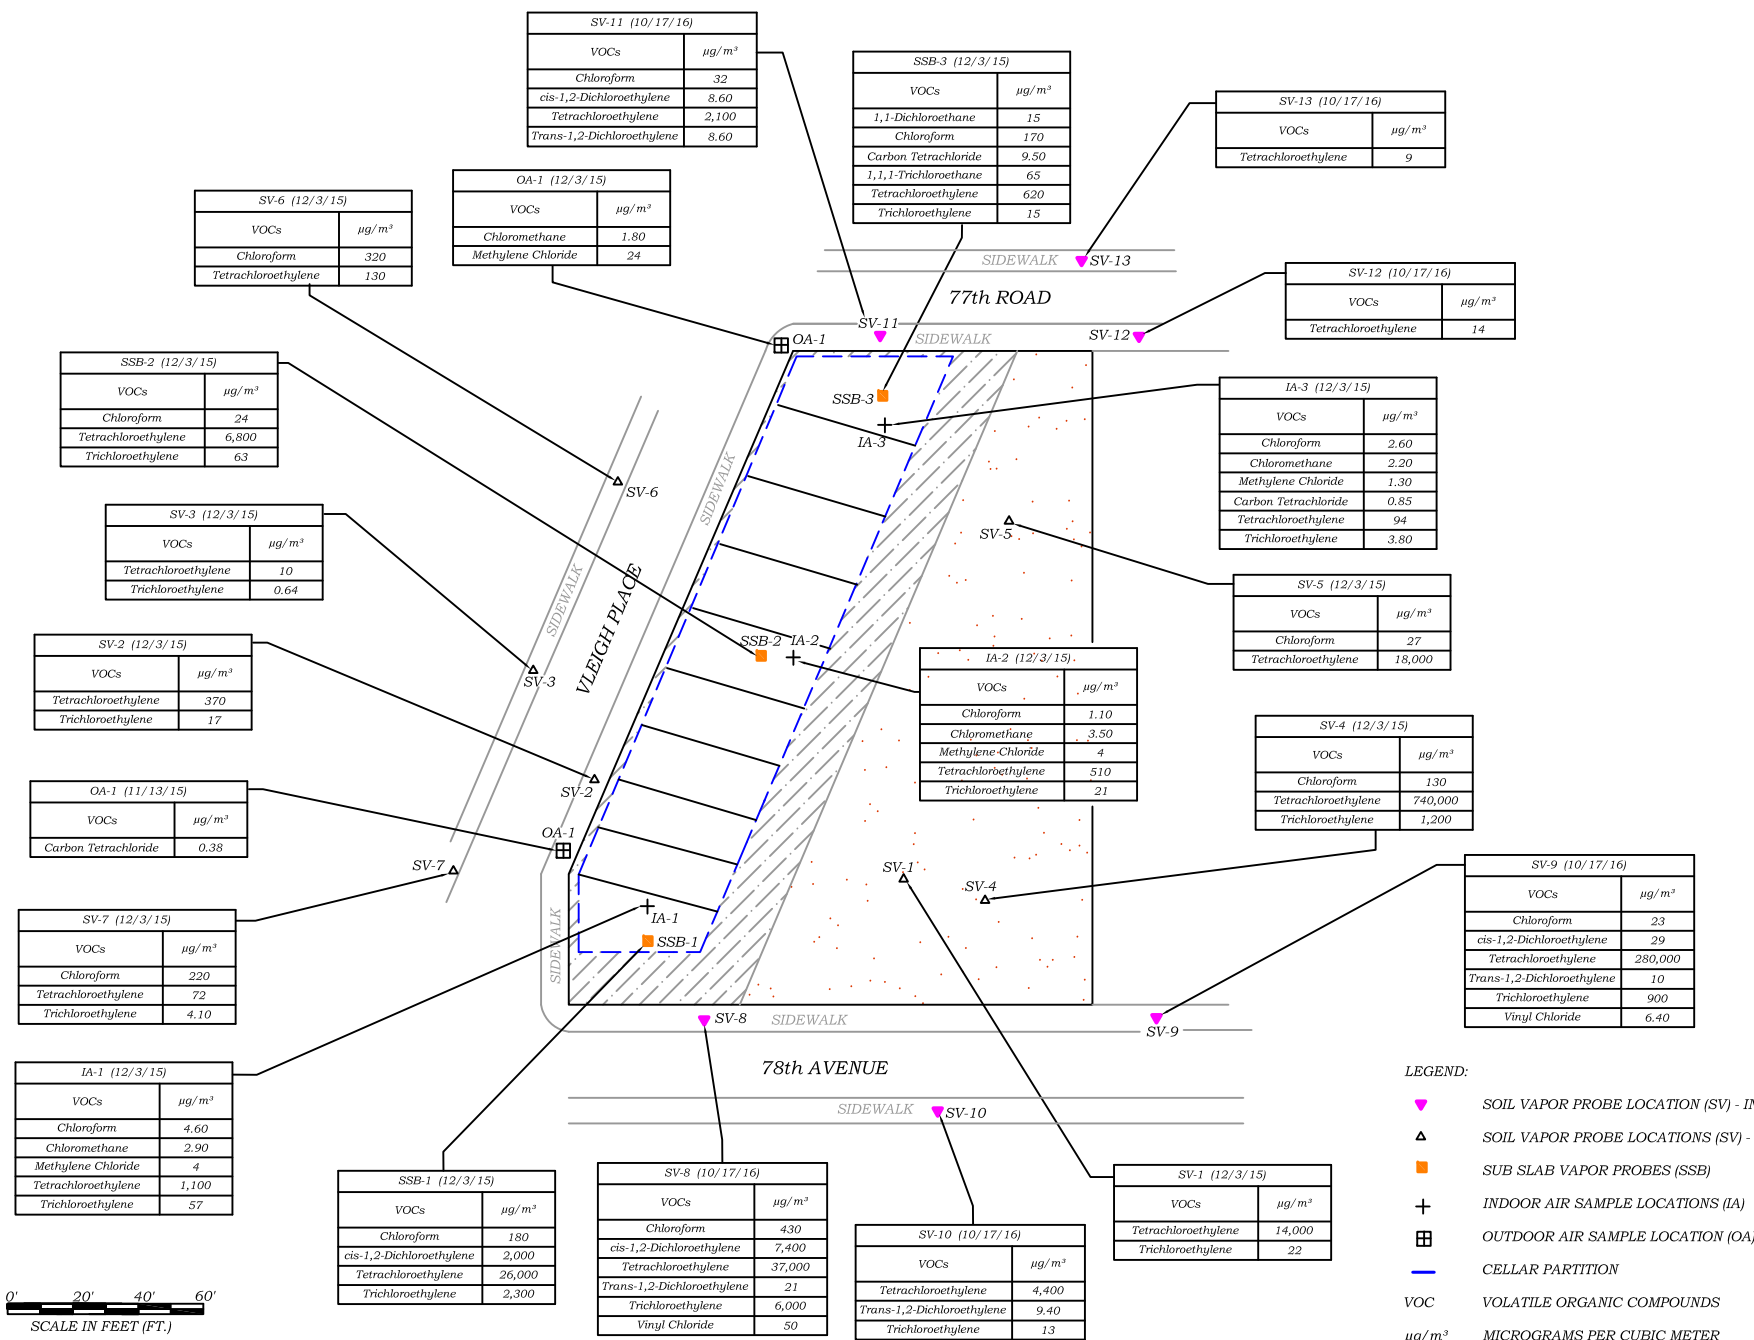 SV-11 (10/17/16)
VOCs µg/m³
Chloroform 32
cis-1,2-Dichloroethylene 8.60
Tetrachloroethylene 2,100
Trans-1,2-Dichloroethylene 8.60
SSB-3 (12/3/15)
VOCs µg/m³
1,1-Dichloroethane 15
Chloroform 170
Carbon Tetrachloride 9.50
1,1,1-Trichloroethane 65
Tetrachloroethylene 620
Trichloroethylene 15
SV-13 (10/17/16)
VOCs µg/m³
Tetrachloroethylene 9
OA-1 (12/3/15)
VOCs µg/m³
Chloromethane 1.80
Methylene Chloride 24
SV-6 (12/3/15)
VOCs µg/m³
Chloroform 320
Tetrachloroethylene 130
SV-12 (10/17/16)
VOCs µg/m³
Tetrachloroethylene 14
SSB-2 (12/3/15)
VOCs µg/m³
Chloroform 24
Tetrachloroethylene 6,800
Trichloroethylene 63
IA-3 (12/3/15)
VOCs µg/m³
Chloroform 2.60
Chloromethane 2.20
Methylene Chloride 1.30
Carbon Tetrachloride 0.85
Tetrachloroethylene 94
Trichloroethylene 3.80
SV-3 (12/3/15)
VOCs µg/m³
Tetrachloroethylene 10
Trichloroethylene 0.64
SV-5 (12/3/15)
VOCs µg/m³
Chloroform 27
Tetrachloroethylene 18,000
SV-2 (12/3/15)
VOCs µg/m³
Tetrachloroethylene 370
Trichloroethylene 17
IA-2 (12/3/15)
VOCs µg/m³
Chloroform 1.10
Chloromethane 3.50
Methylene Chloride 4
Tetrachloroethylene 510
Trichloroethylene 21
SV-4 (12/3/15)
VOCs µg/m³
Chloroform 130
Tetrachloroethylene 740,000
Trichloroethylene 1,200
OA-1 (11/13/15)
VOCs µg/m³
Carbon Tetrachloride 0.38
SV-9 (10/17/16)
VOCs µg/m³
Chloroform 23
cis-1,2-Dichloroethylene 29
Tetrachloroethylene 280,000
Trans-1,2-Dichloroethylene 10
Trichloroethylene 900
Vinyl Chloride 6.40
SV-7 (12/3/15)
VOCs µg/m³
Chloroform 220
Tetrachloroethylene 72
Trichloroethylene 4.10
IA-1 (12/3/15)
VOCs µg/m³
Chloroform 4.60
Chloromethane 2.90
Methylene Chloride 4
Tetrachloroethylene 1,100
Trichloroethylene 57
SSB-1 (12/3/15)
VOCs µg/m³
Chloroform 180
cis-1,2-Dichloroethylene 2,000
Tetrachloroethylene 26,000
Trichloroethylene 2,300
SV-8 (10/17/16)
VOCs µg/m³
Chloroform 430
cis-1,2-Dichloroethylene 7,400
Tetrachloroethylene 37,000
Trans-1,2-Dichloroethylene 21
Trichloroethylene 6,000
Vinyl Chloride 50
SV-10 (10/17/16)
VOCs µg/m³
Tetrachloroethylene 4,400
Trans-1,2-Dichloroethylene 9.40
Trichloroethylene 13
SV-1 (12/3/15)
VOCs µg/m³
Tetrachloroethylene 14,000
Trichloroethylene 22
SIDEWALK
SV-13
77th ROAD
SV-11
SIDEWALK
SV-12
OA-1
SSB-3
IA-3
SIDEWALK
SV-6
SV-5
SIDEWALK
VLEIGH PLACE
SSB-2
IA-2
SV-3
SV-2
OA-1
SV-7
SV-1
SV-4
IA-1
SSB-1
SIDEWALK
SV-8
SIDEWALK
SV-9
78th AVENUE
SIDEWALK
SV-10
LEGEND:
SOIL VAPOR PROBE LOCATION (SV) - IN
SOIL VAPOR PROBE LOCATIONS (SV) -
SUB SLAB VAPOR PROBES (SSB)
INDOOR AIR SAMPLE LOCATIONS (IA)
OUTDOOR AIR SAMPLE LOCATION (OA)
CELLAR PARTITION
VOC VOLATILE ORGANIC COMPOUNDS
µg/m³ MICROGRAMS PER CUBIC METER
0' 20' 40' 60'
SCALE IN FEET (FT.)